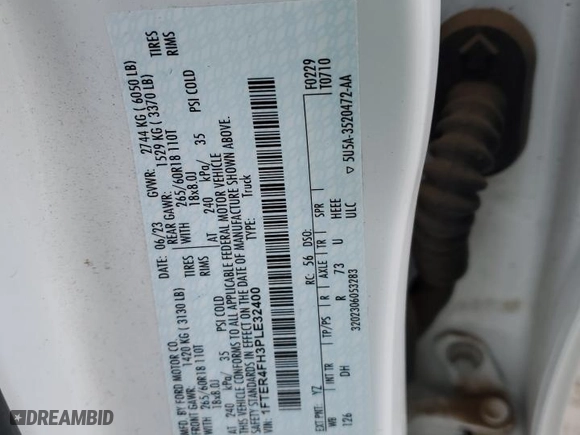 MFD. BY FORD MOTOR CO.
DATE: 06/23 GVWR: 2744 KG ( 6050 LB)
FRONT GAWR: 1420 KG ( 3130 LB) REAR GAWR: 1529 KG ( 3370 LB)
265/60R18 110T TIRES WITH 265/60R18 110T TIRES
18x8.0J RIMS 18x8.0J RIMS
AT 240 kPa/ 35 PSI COLD AT 240 kPa/ 35 PSI COLD
THIS VEHICLE CONFORMS TO ALL APPLICABLE FEDERAL MOTOR VEHICLE
SAFETY STANDARDS IN EFFECT ON THE DATE OF MANUFACTURE SHOWN ABOVE.
VIN: 1FTER4FH3PLE32400 TYPE: Truck
F0229
T0710
EXT PNT: YZ RC: 56 DSO:
WB INT TR TP/PS R AXLE TR SPR
126 DH R 73 U HEEE
3202306053283 ULC
▽ 5U5A-3520472-AA
DREAMBID